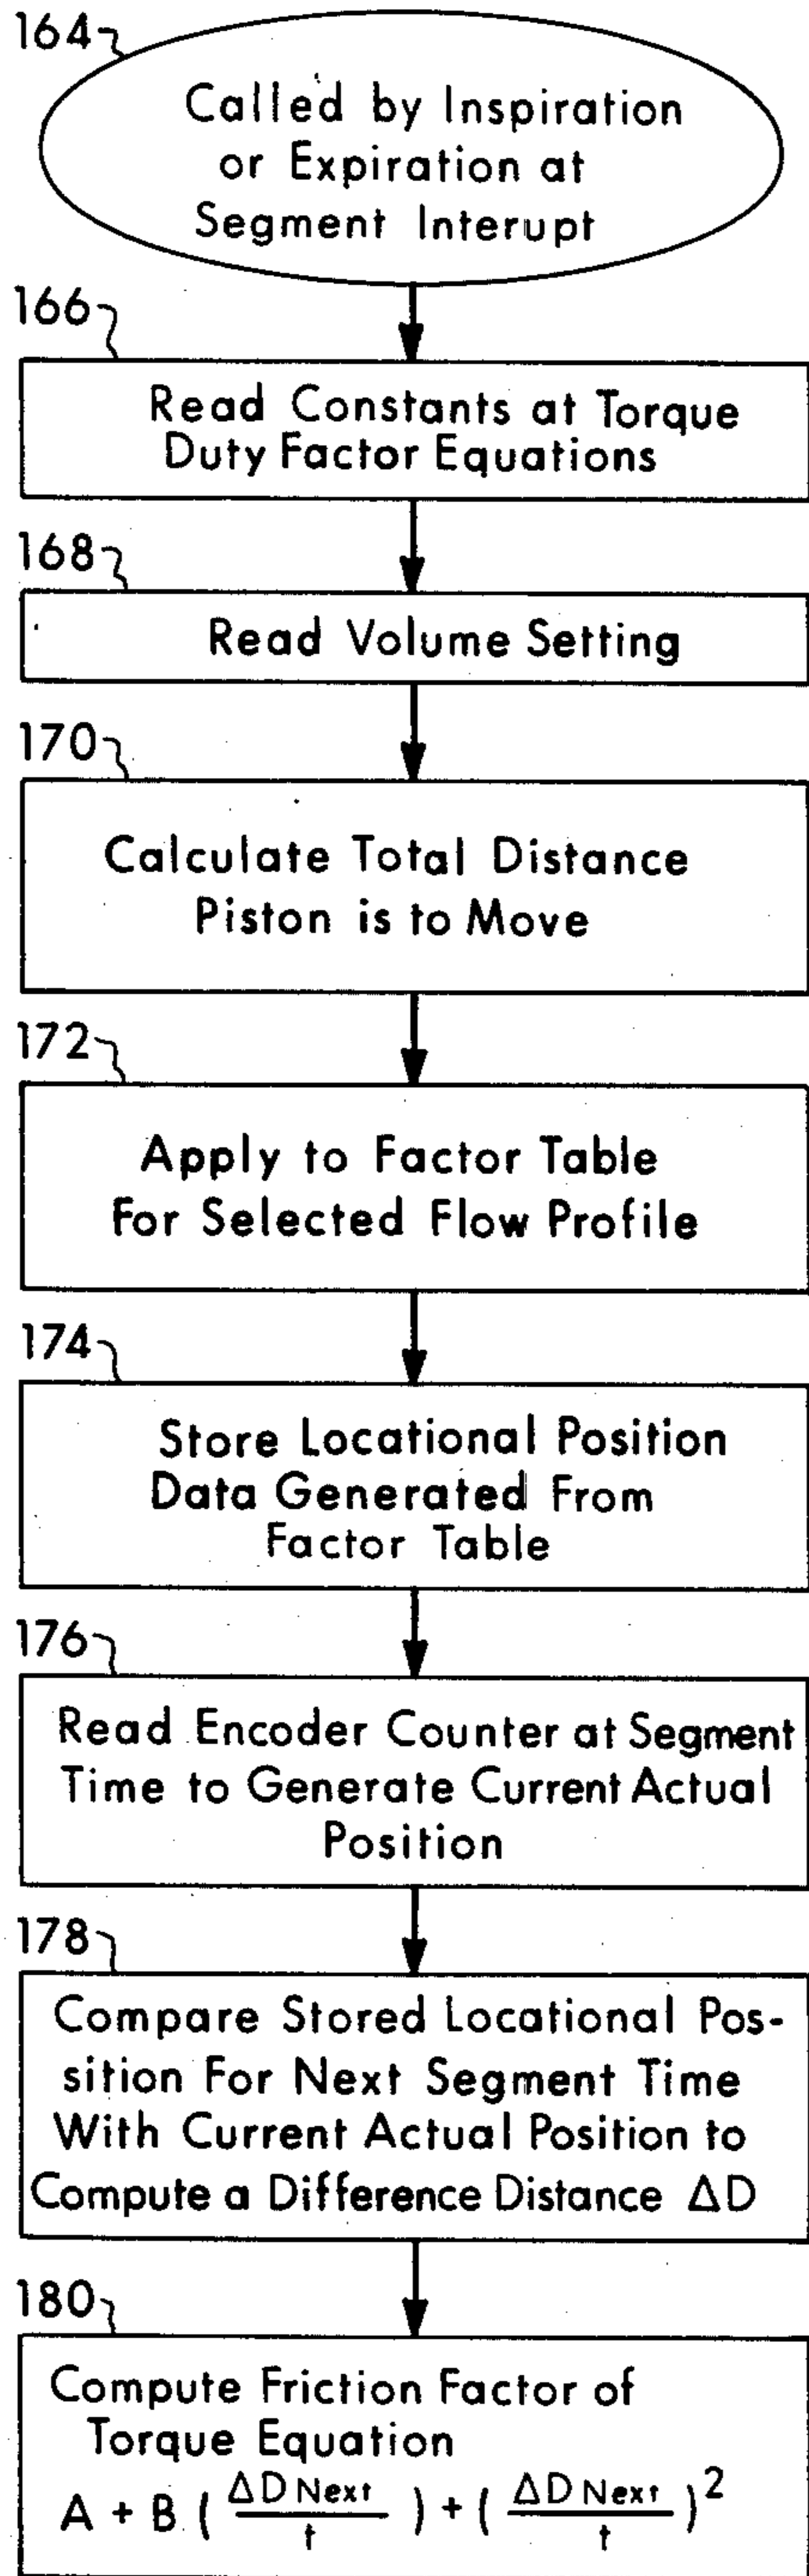 164
Called by Inspiration
or Expiration at
Segment Interupt
166
Read Constants at Torque
Duty Factor Equations
168
Read Volume Setting
170
Calculate Total Distance
Piston is to Move
172
Apply to Factor Table
For Selected Flow Profile
174
Store Locational Position
Data Generated From
Factor Table
176
Read Encoder Counter at Segment
Time to Generate Current Actual
Position
178
Compare Stored Locational Pos-
sition For Next Segment Time
With Current Actual Position to
Compute a Difference Distance ΔD
180
Compute Friction Factor of
Torque Equation
A + B ( ΔD Next / t ) + ( ΔD Next / t )²